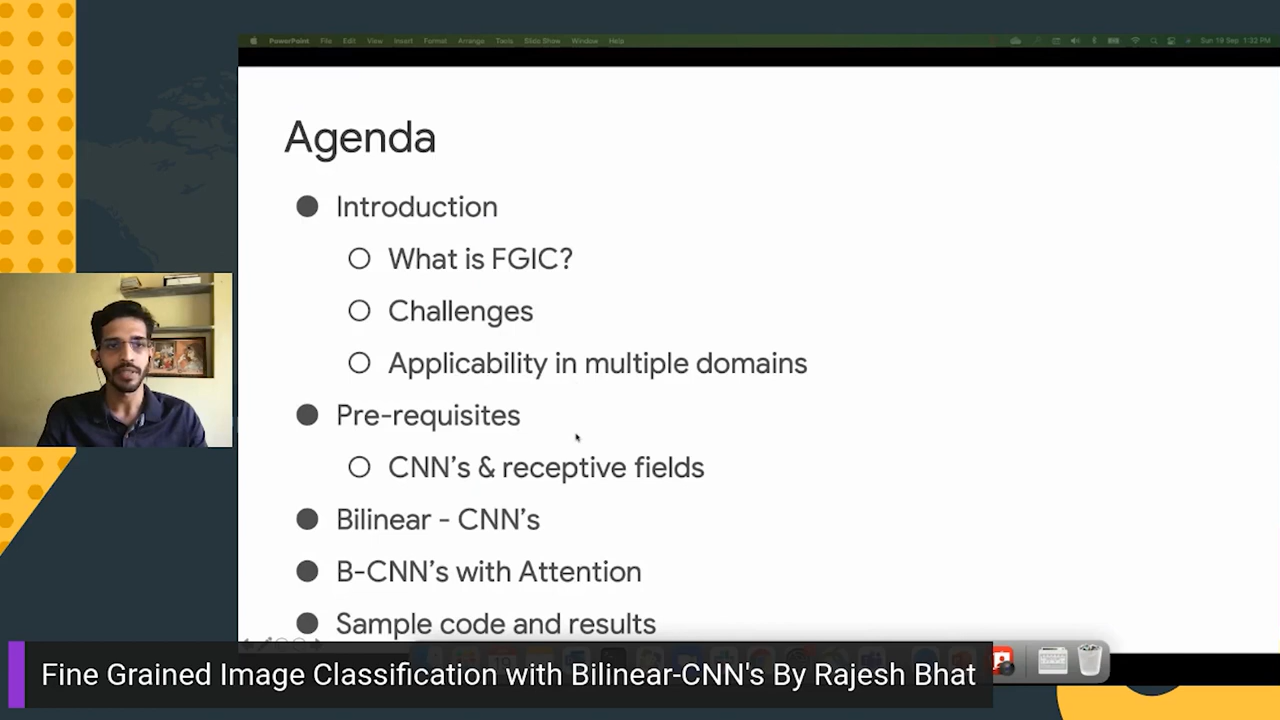 PowerPoint File Edit View Insert Format Arrange Tools Slide Show Window Help Sun 19 Sep 1:33 PM
Agenda
Introduction
What is FGIC?
Challenges
Applicability in multiple domains
Pre-requisites
CNN's & receptive fields
Bilinear - CNN's
B-CNN's with Attention
Sample code and results
Fine Grained Image Classification with Bilinear-CNN's By Rajesh Bhat